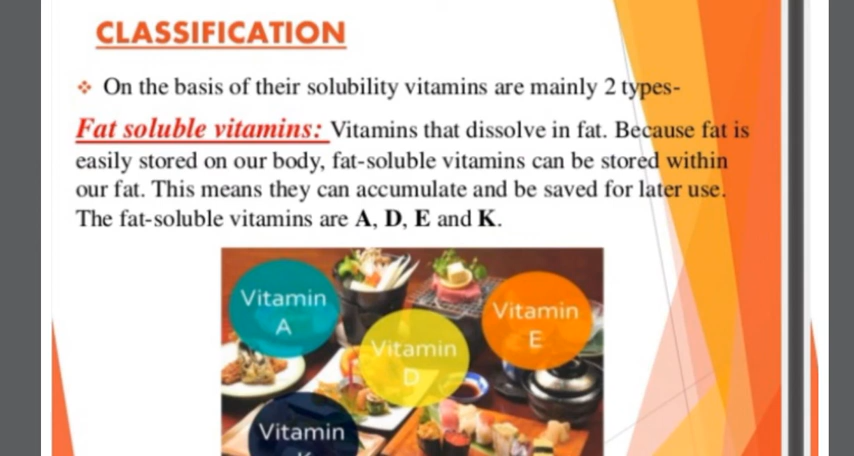 CLASSIFICATION
❖ On the basis of their solubility vitamins are mainly 2 types-
Fat soluble vitamins: Vitamins that dissolve in fat. Because fat is
easily stored on our body, fat-soluble vitamins can be stored within
our fat. This means they can accumulate and be saved for later use.
The fat-soluble vitamins are A, D, E and K.
Vitamin
A
Vitamin
E
Vitamin
D
Vitamin